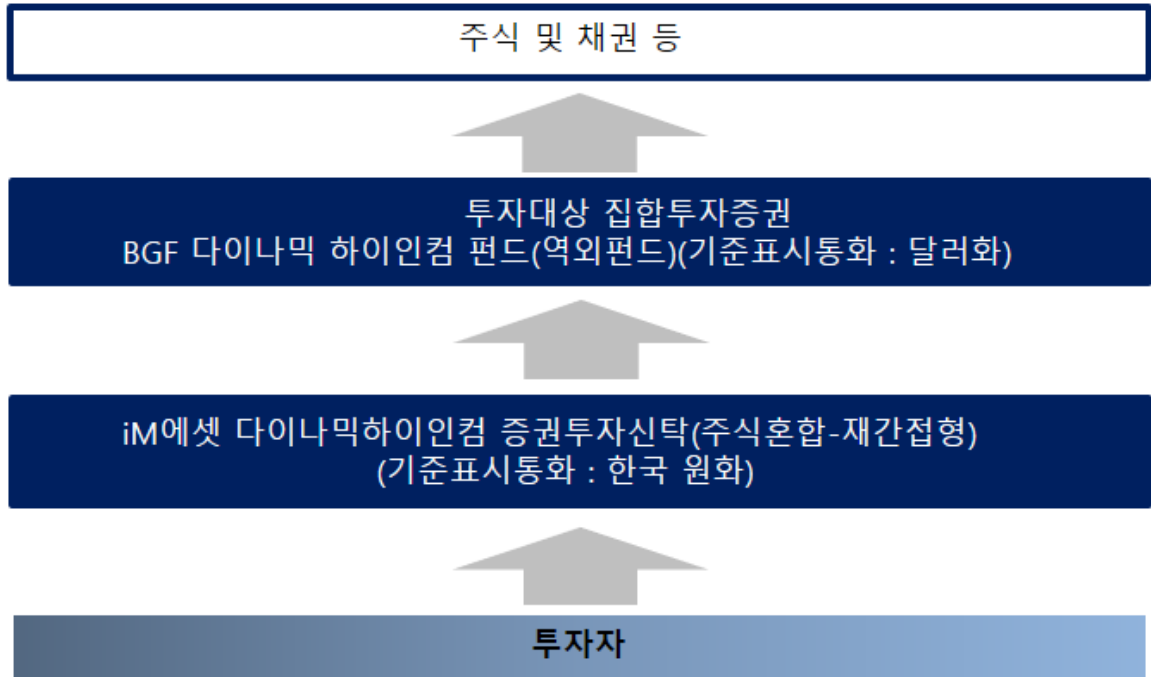 주식 및 채권 등
투자대상 집합투자증권
BGF 다이나믹 하이인컴 펀드(역외펀드)(기준표시통화 : 달러화)
iM에셋 다이나믹하이인컴 증권투자신탁(주식혼합-재간접형)
(기준표시통화 : 한국 원화)
투자자